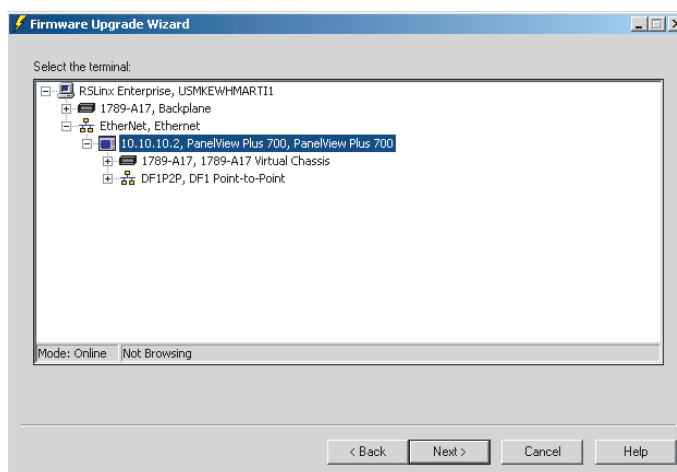 Firmware Upgrade Wizard
Select the terminal:
RSLinx Enterprise, USMKEWHMARTI1
1789-A17, Backplane
EtherNet, Ethernet
10.10.10.2, PanelView Plus 700, PanelView Plus 700
1789-A17, 1789-A17 Virtual Chassis
DF1P2P, DF1 Point-to-Point
Mode: Online Not Browsing
< Back Next > Cancel Help